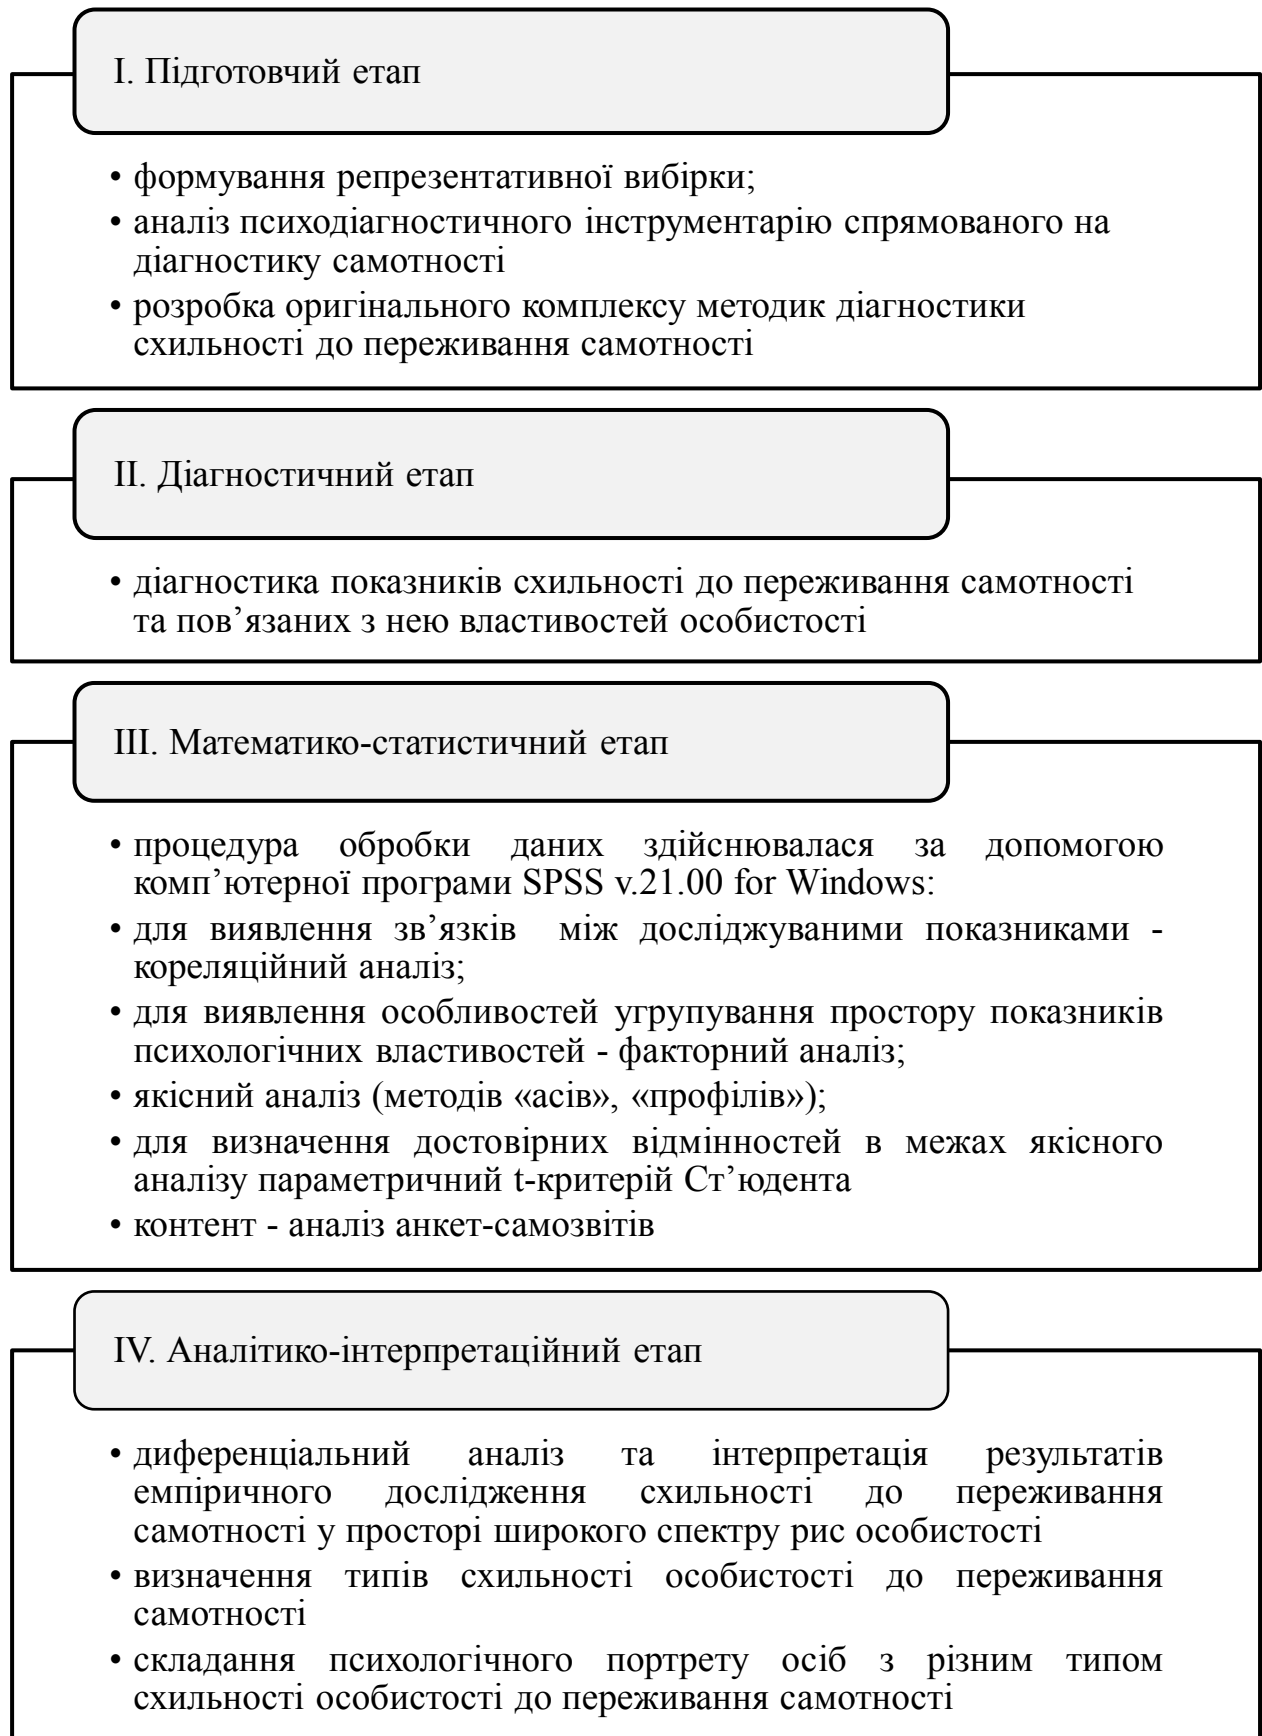 I. Підготовчий етап
• формування репрезентативної вибірки;
• аналіз психодіагностичного інструментарію спрямованого на
діагностику самотності
• розробка оригінального комплексу методик діагностики
схильності до переживання самотності
II. Діагностичний етап
• діагностика показників схильності до переживання самотності
та пов’язаних з нею властивостей особистості
III. Математико-статистичний етап
• процедура обробки даних здійснювалася за допомогою
комп’ютерної програми SPSS v.21.00 for Windows:
• для виявлення зв’язків між досліджуваними показниками -
кореляційний аналіз;
• для виявлення особливостей угрупування простору показників
психологічних властивостей - факторний аналіз;
• якісний аналіз (методів «асів», «профілів»);
• для визначення достовірних відмінностей в межах якісного
аналізу параметричний t-критерій Ст’юдента
• контент - аналіз анкет-самозвітів
IV. Аналітико-інтерпретаційний етап
• диференціальний аналіз та інтерпретація результатів
емпіричного дослідження схильності до переживання
самотності у просторі широкого спектру рис особистості
• визначення типів схильності особистості до переживання
самотності
• складання психологічного портрету осіб з різним типом
схильності особистості до переживання самотності